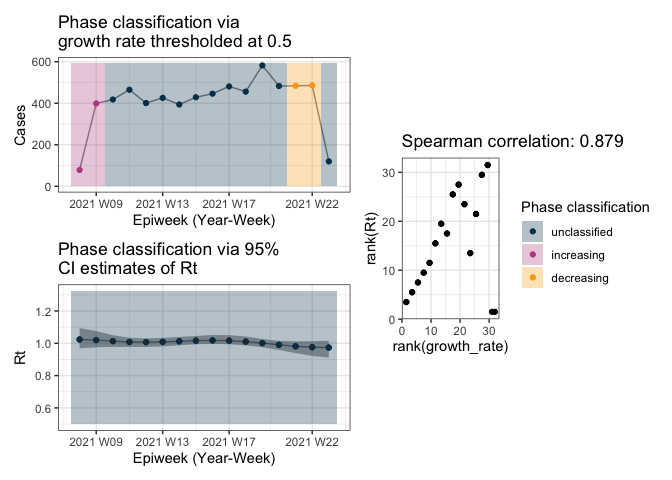 Phase classification via
growth rate thresholded at 0.5
600
400
200
0
Cases
2021 W09
2021 W13
2021 W17
2021 W22
Epiweek (Year-Week)
Phase classification via 95%
CI estimates of Rt
1.2
1.0
0.8
0.6
Rt
2021 W09
2021 W13
2021 W17
2021 W22
Epiweek (Year-Week)
Spearman correlation: 0.879
30
20
10
0
rank(Rt)
0
10
20
30
rank(growth_rate)
Phase classification
unclassified
increasing
decreasing